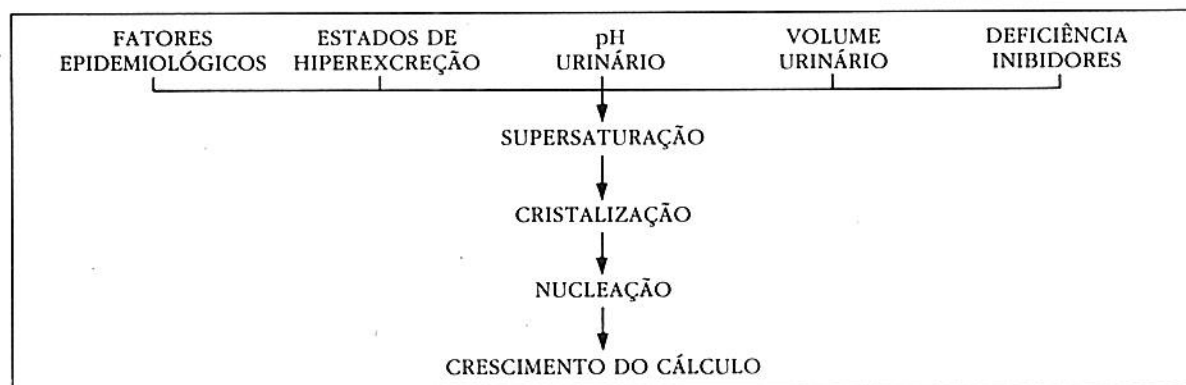 FATORES
EPIDEMIOLÓGICOS
ESTADOS DE
HIPEREXCREÇÃO
pH
URINÁRIO
VOLUME
URINÁRIO
DEFICIÊNCIA
INIBIDORES
SUPERSATURAÇÃO
CRISTALIZAÇÃO
NUCLEAÇÃO
CRESCIMENTO DO CÁLCULO